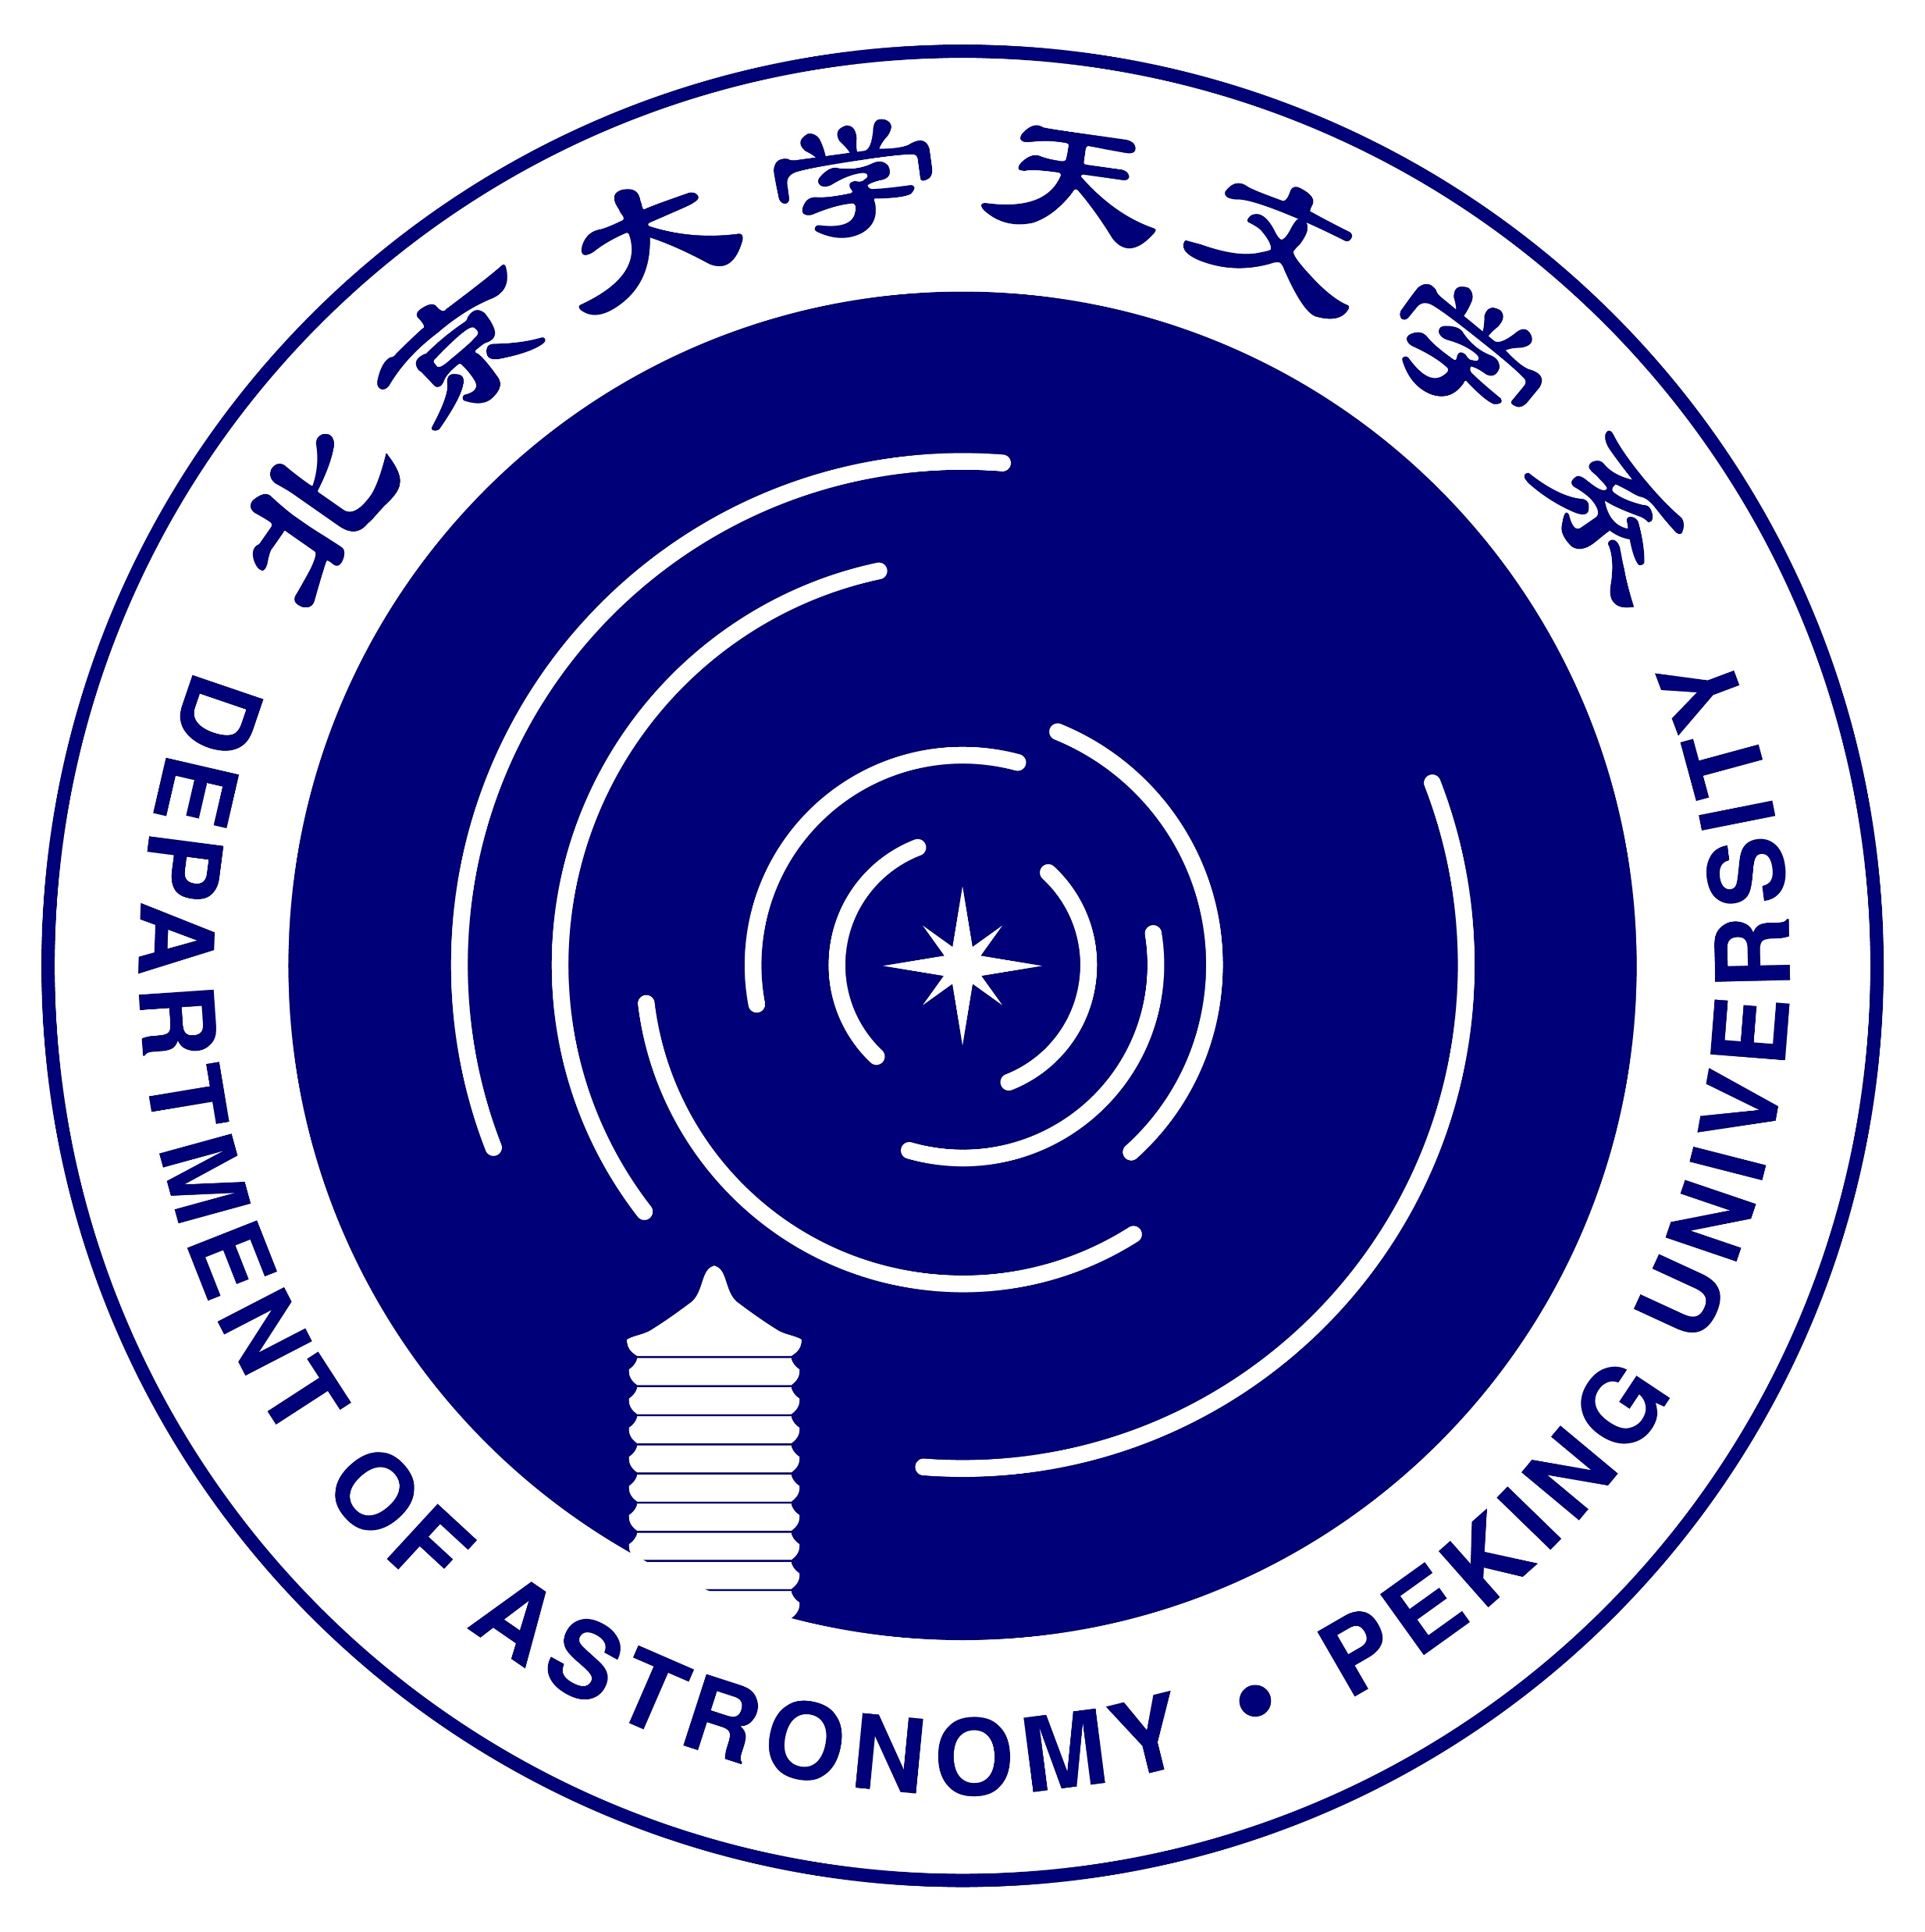 北京大学天文学系
DEPARTMENT OF ASTRONOMY • PEKING UNIVERSITY